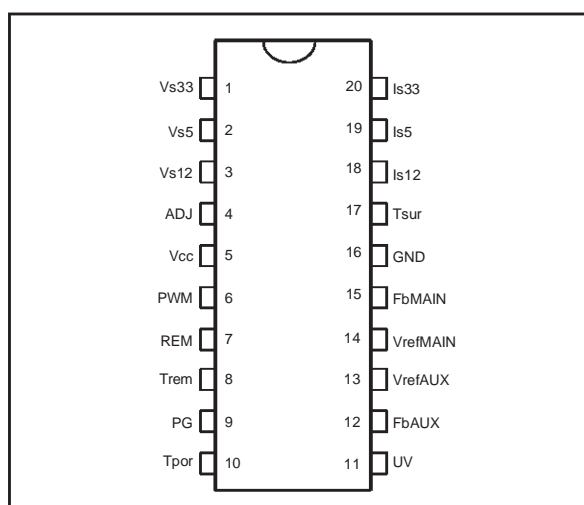 Vs33 1 20 Is33
Vs5 2 19 Is5
Vs12 3 18 Is12
ADJ 4 17 Tsur
Vcc 5 16 GND
PWM 6 15 FbMAIN
REM 7 14 VrefMAIN
Trem 8 13 VrefAUX
PG 9 12 FbAUX
Tpor 10 11 UV